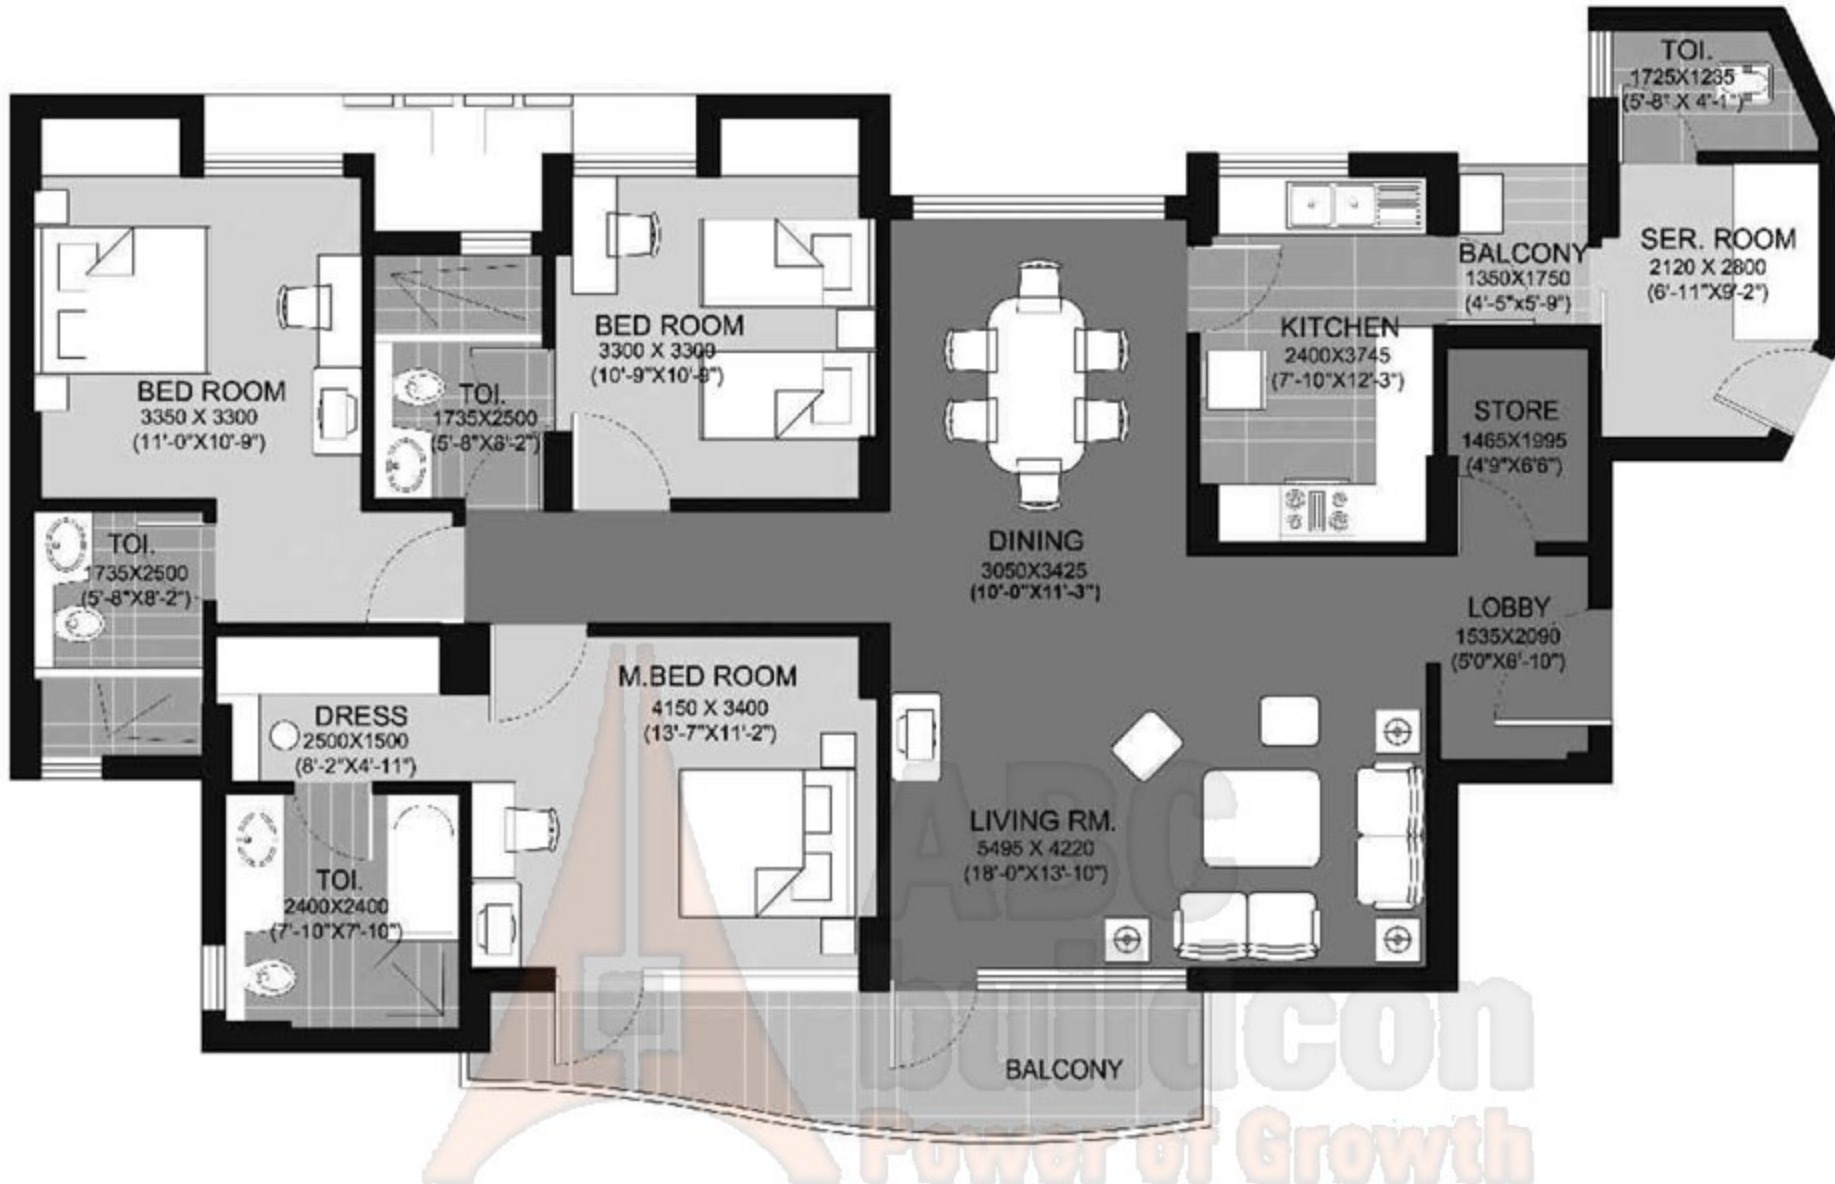 TOI.
1725X1235
(5'-8" X 4'-1")
SER. ROOM
2120 X 2800
(6'-11"X9'-2")
BALCONY
1350X1750
(4'-5"x5'-9")
KITCHEN
2400X3745
(7'-10"X12'-3")
BED ROOM
3300 X 3300
(10'-9"X10'-9")
BED ROOM
3350 X 3300
(11'-0"X10'-9")
TOI.
1735X2500
(5'-8"X8'-2")
STORE
1465X1995
(4'9"X6'6")
DINING
3050X3425
(10'-0"X11'-3")
TOI.
1735X2500
(5'-8"X8'-2")
LOBBY
1535X2090
(5'0"X6'-10")
M.BED ROOM
4150 X 3400
(13'-7"X11'-2")
DRESS
2500X1500
(8'-2"X4'-11")
LIVING RM.
5495 X 4220
(18'-0"X13'-10")
TOI.
2400X2400
(7'-10"X7'-10")
BALCONY
ABC
buildcon
Power of Growth